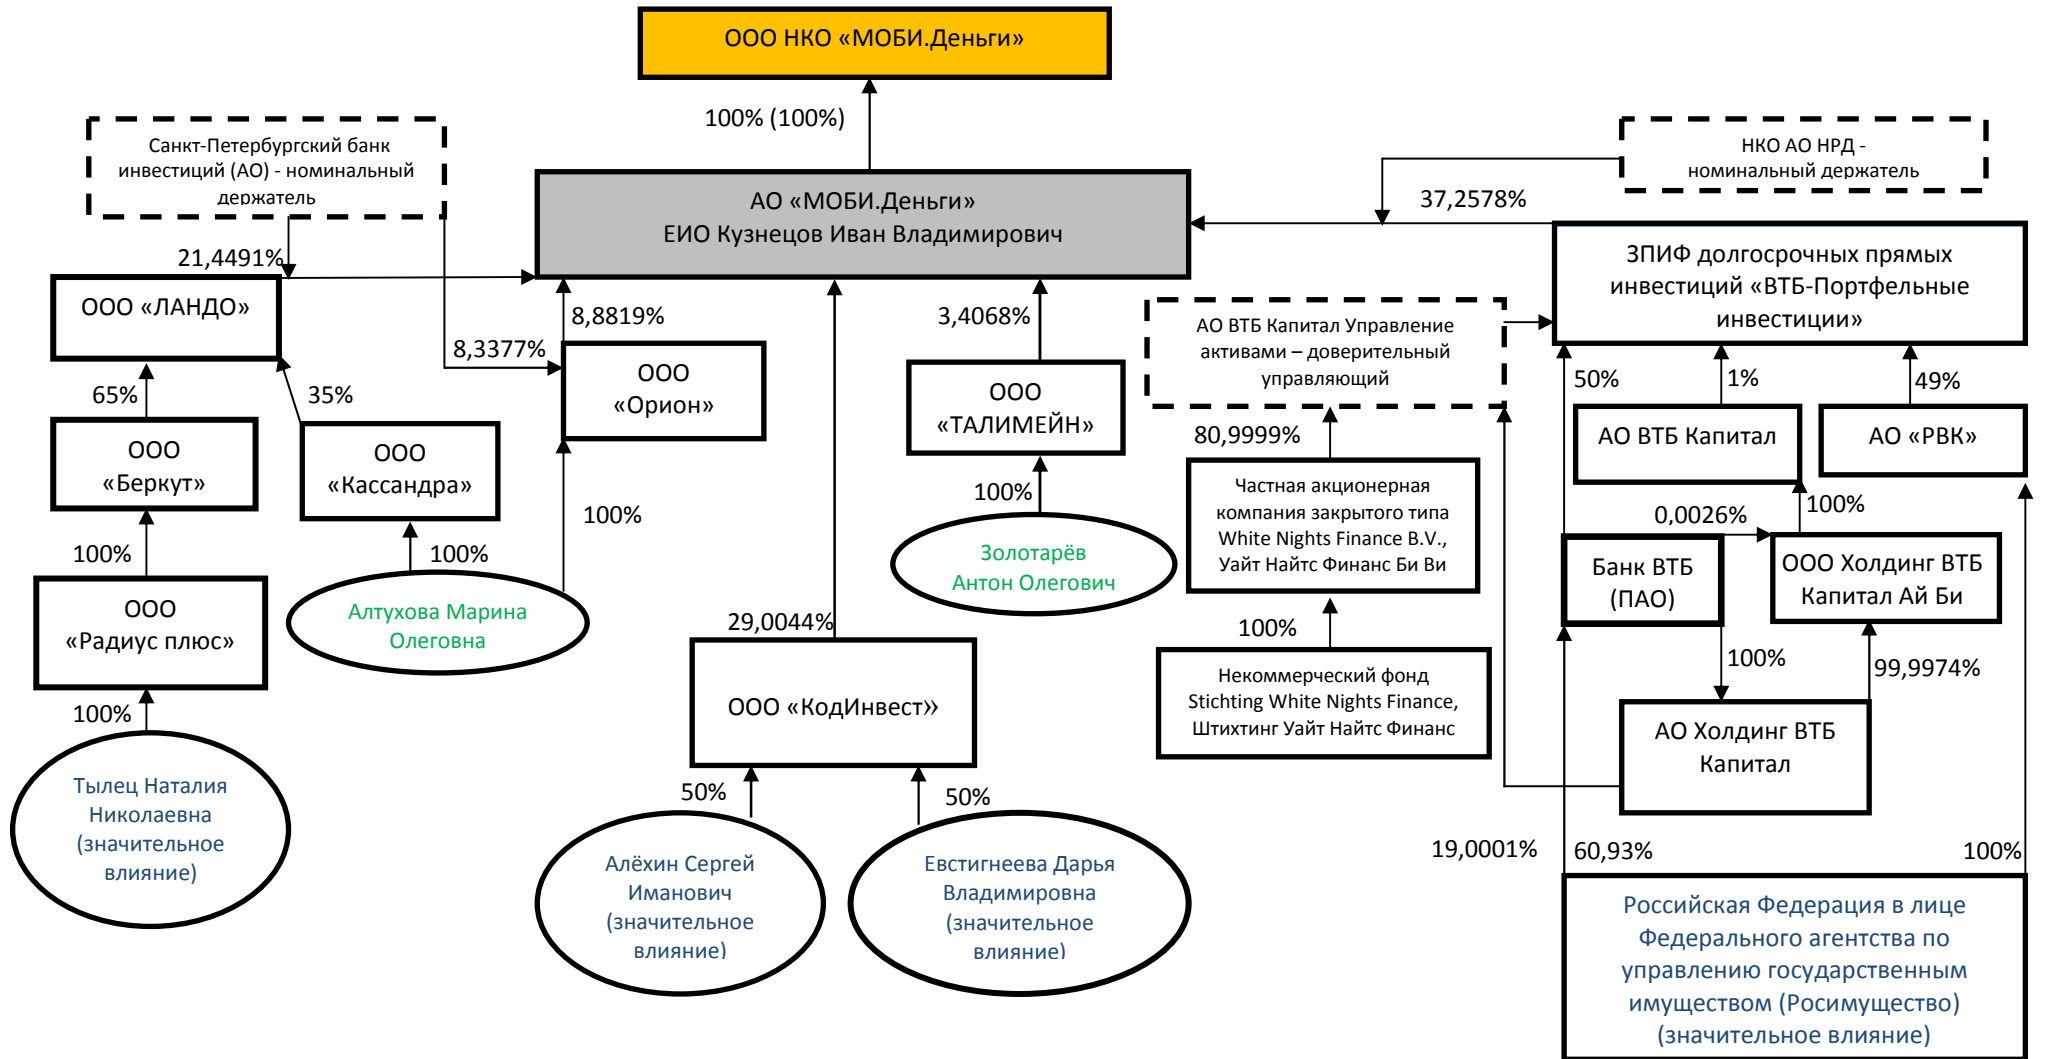 ООО НКО «МОБИ.Деньги»
100% (100%)
Санкт-Петербургский банк
инвестиций (АО) - номинальный
держатель
НКО АО НРД -
номинальный держатель
АО «МОБИ.Деньги»
ЕИО Кузнецов Иван Владимирович
37,2578%
21,4491%
ЗПИФ долгосрочных прямых
инвестиций «ВТБ-Портфельные
инвестиции»
ООО «ЛАНДО»
8,8819%
3,4068%
АО ВТБ Капитал Управление
активами – доверительный
управляющий
8,3377%
ООО
«Орион»
ООО
«ТАЛИМЕЙН»
65%
35%
50%
1%
49%
ООО
«Беркут»
ООО
«Кассандра»
80,9999%
АО ВТБ Капитал
АО «РВК»
100%
100%
Частная акционерная
компания закрытого типа
White Nights Finance B.V.,
Уайт Найтс Финанс Би Ви
0,0026%
100%
100%
100%
Золотарёв
Антон Олегович
Банк ВТБ
(ПАО)
ООО Холдинг ВТБ
Капитал Ай Би
ООО
«Радиус плюс»
Алтухова Марина
Олеговна
29,0044%
100%
100%
99,9974%
Некоммерческий фонд
Stichting White Nights Finance,
Штихтинг Уайт Найтс Финанс
ООО «КодИнвест»
100%
АО Холдинг ВТБ
Капитал
Тылец Наталия
Николаевна
(значительное
влияние)
50%
50%
19,0001%
60,93%
100%
Алёхин Сергей
Иманович
(значительное
влияние)
Евстигнеева Дарья
Владимировна
(значительное
влияние)
Российская Федерация в лице
Федерального агентства по
управлению государственным
имуществом (Росимущество)
(значительное влияние)